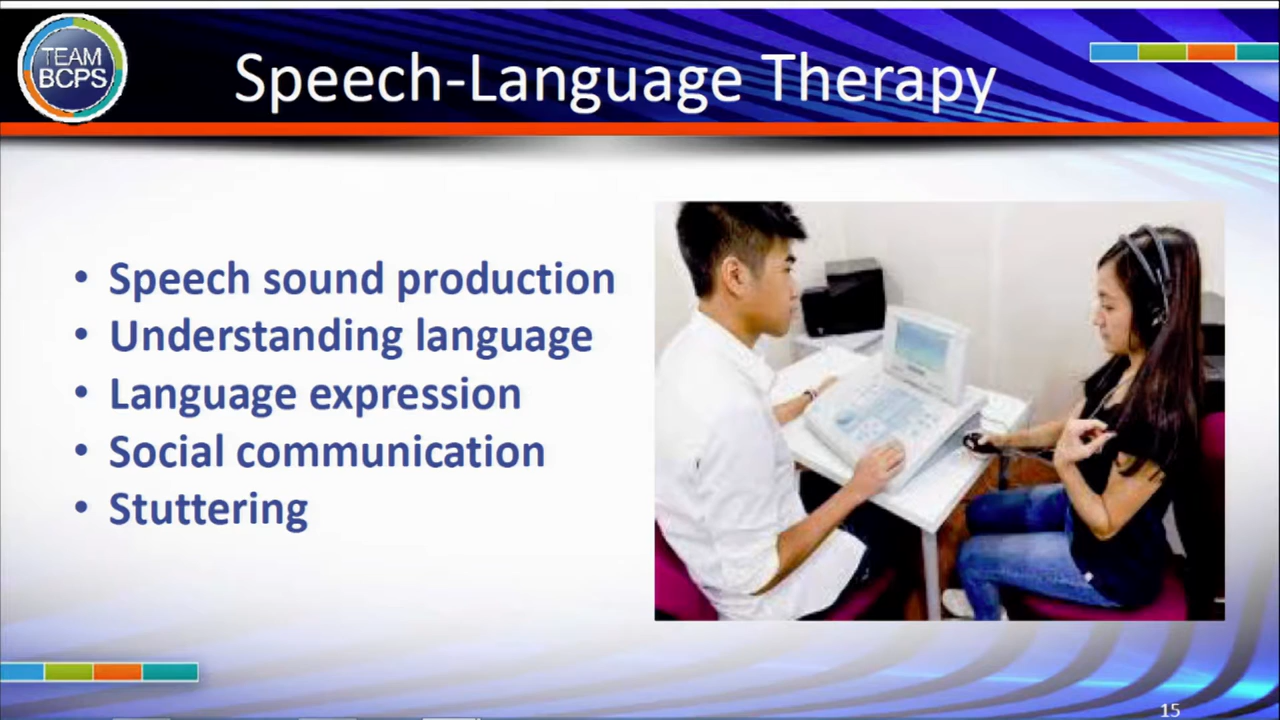 TEAM
BCPS
Speech-Language Therapy
• Speech sound production
• Understanding language
• Language expression
• Social communication
• Stuttering
15